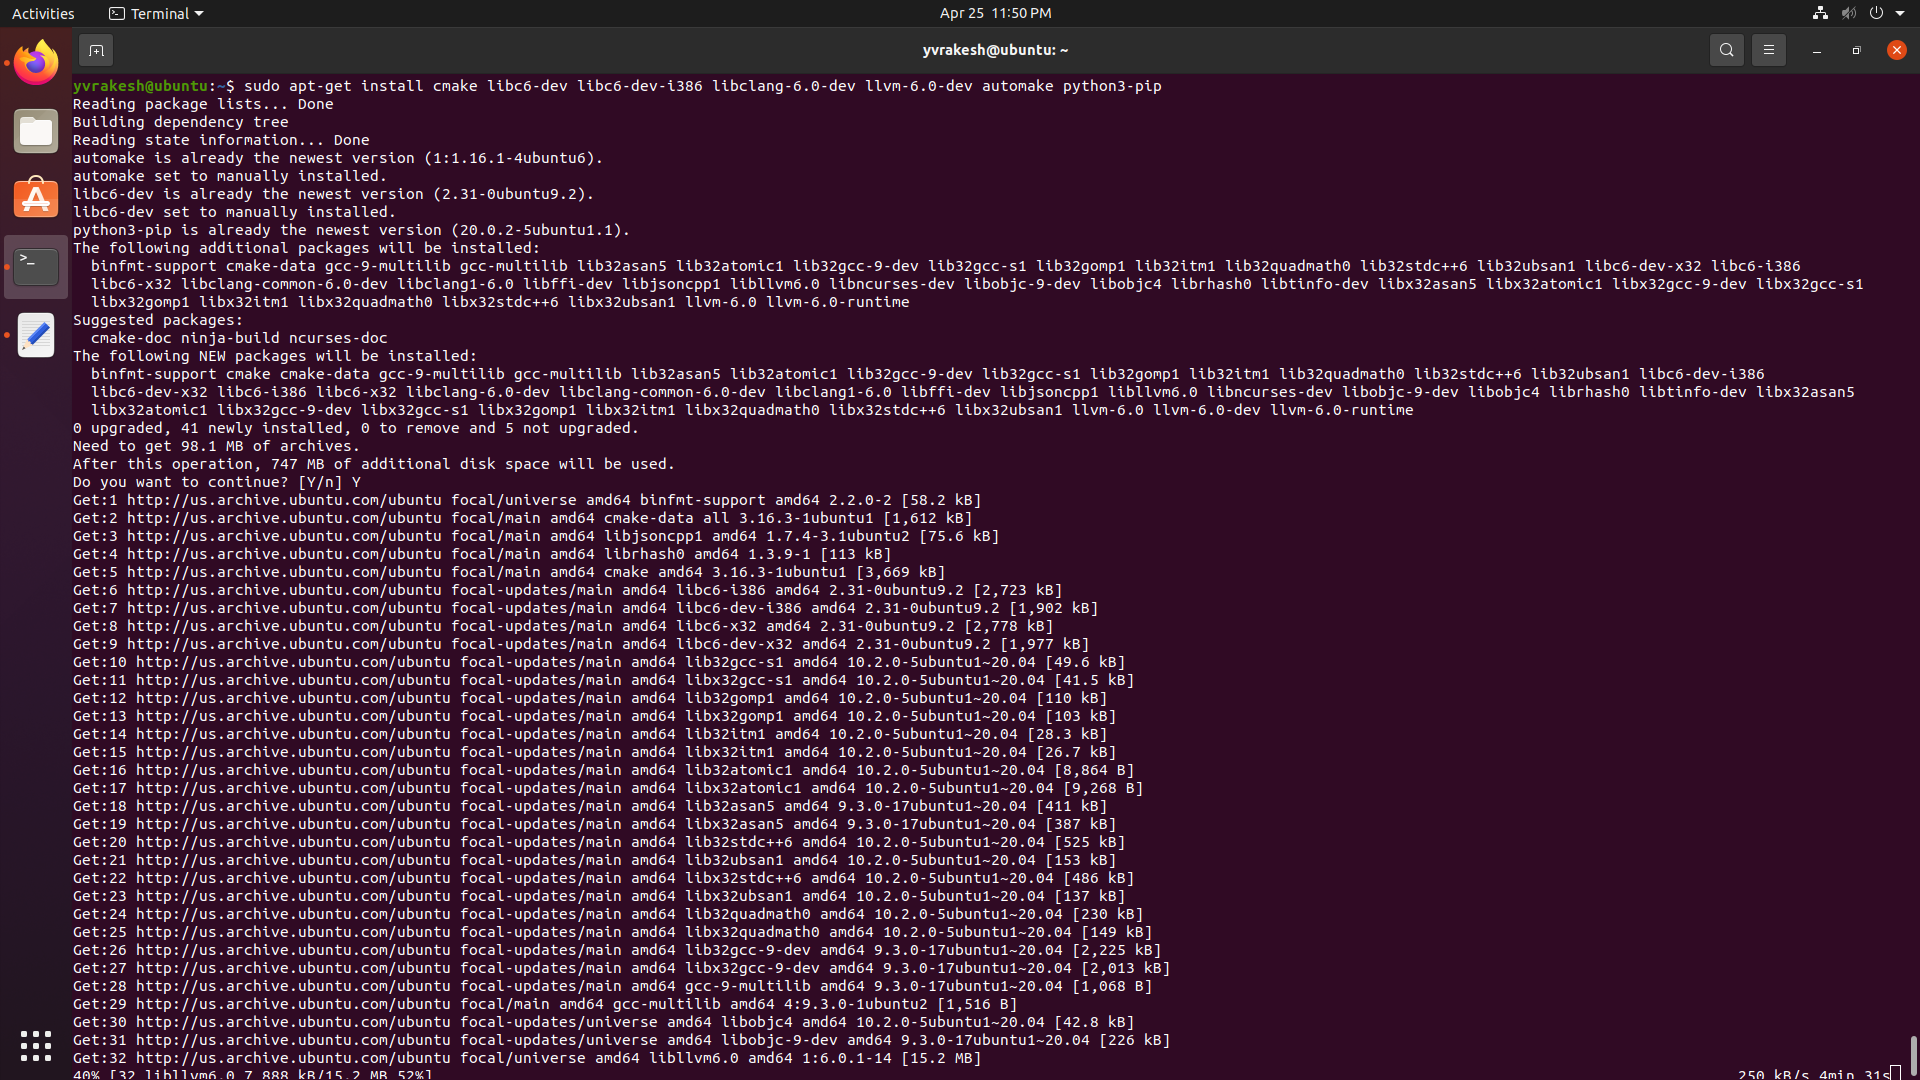 Activities
Terminal
Apr 25 11:50 PM
yvrakesh@ubuntu: ~
yvrakesh@ubuntu:~$ sudo apt-get install cmake libc6-dev libc6-dev-i386 libclang-6.0-dev llvm-6.0-dev automake python3-pip
Reading package lists... Done
Building dependency tree
Reading state information... Done
automake is already the newest version (1:1.16.1-4ubuntu6).
automake set to manually installed.
libc6-dev is already the newest version (2.31-0ubuntu9.2).
libc6-dev set to manually installed.
python3-pip is already the newest version (20.0.2-5ubuntu1.1).
The following additional packages will be installed:
  binfmt-support cmake-data gcc-9-multilib gcc-multilib lib32asan5 lib32atomic1 lib32gcc-9-dev lib32gcc-s1 lib32gomp1 lib32itm1 lib32quadmath0 lib32stdc++6 lib32ubsan1 libc6-dev-x32 libc6-i386
  libc6-x32 libclang-common-6.0-dev libclang1-6.0 libffi-dev libjsoncpp1 libllvm6.0 libncurses-dev libobjc-9-dev libobjc4 librhash0 libtinfo-dev libx32asan5 libx32atomic1 libx32gcc-9-dev libx32gcc-s1
  libx32gomp1 libx32itm1 libx32quadmath0 libx32stdc++6 libx32ubsan1 llvm-6.0 llvm-6.0-runtime
Suggested packages:
  cmake-doc ninja-build ncurses-doc
The following NEW packages will be installed:
  binfmt-support cmake cmake-data gcc-9-multilib gcc-multilib lib32asan5 lib32atomic1 lib32gcc-9-dev lib32gcc-s1 lib32gomp1 lib32itm1 lib32quadmath0 lib32stdc++6 lib32ubsan1 libc6-dev-i386
  libc6-dev-x32 libc6-i386 libc6-x32 libclang-6.0-dev libclang-common-6.0-dev libclang1-6.0 libffi-dev libjsoncpp1 libllvm6.0 libncurses-dev libobjc-9-dev libobjc4 librhash0 libtinfo-dev libx32asan5
  libx32atomic1 libx32gcc-9-dev libx32gcc-s1 libx32gomp1 libx32itm1 libx32quadmath0 libx32stdc++6 libx32ubsan1 llvm-6.0 llvm-6.0-dev llvm-6.0-runtime
0 upgraded, 41 newly installed, 0 to remove and 5 not upgraded.
Need to get 98.1 MB of archives.
After this operation, 747 MB of additional disk space will be used.
Do you want to continue? [Y/n] Y
Get:1 http://us.archive.ubuntu.com/ubuntu focal/universe amd64 binfmt-support amd64 2.2.0-2 [58.2 kB]
Get:2 http://us.archive.ubuntu.com/ubuntu focal/main amd64 cmake-data all 3.16.3-1ubuntu1 [1,612 kB]
Get:3 http://us.archive.ubuntu.com/ubuntu focal/main amd64 libjsoncpp1 amd64 1.7.4-3.1ubuntu2 [75.6 kB]
Get:4 http://us.archive.ubuntu.com/ubuntu focal/main amd64 librhash0 amd64 1.3.9-1 [113 kB]
Get:5 http://us.archive.ubuntu.com/ubuntu focal/main amd64 cmake amd64 3.16.3-1ubuntu1 [3,669 kB]
Get:6 http://us.archive.ubuntu.com/ubuntu focal-updates/main amd64 libc6-i386 amd64 2.31-0ubuntu9.2 [2,723 kB]
Get:7 http://us.archive.ubuntu.com/ubuntu focal-updates/main amd64 libc6-dev-i386 amd64 2.31-0ubuntu9.2 [1,902 kB]
Get:8 http://us.archive.ubuntu.com/ubuntu focal-updates/main amd64 libc6-x32 amd64 2.31-0ubuntu9.2 [2,778 kB]
Get:9 http://us.archive.ubuntu.com/ubuntu focal-updates/main amd64 libc6-dev-x32 amd64 2.31-0ubuntu9.2 [1,977 kB]
Get:10 http://us.archive.ubuntu.com/ubuntu focal-updates/main amd64 lib32gcc-s1 amd64 10.2.0-5ubuntu1~20.04 [49.6 kB]
Get:11 http://us.archive.ubuntu.com/ubuntu focal-updates/main amd64 libx32gcc-s1 amd64 10.2.0-5ubuntu1~20.04 [41.5 kB]
Get:12 http://us.archive.ubuntu.com/ubuntu focal-updates/main amd64 lib32gomp1 amd64 10.2.0-5ubuntu1~20.04 [110 kB]
Get:13 http://us.archive.ubuntu.com/ubuntu focal-updates/main amd64 libx32gomp1 amd64 10.2.0-5ubuntu1~20.04 [103 kB]
Get:14 http://us.archive.ubuntu.com/ubuntu focal-updates/main amd64 lib32itm1 amd64 10.2.0-5ubuntu1~20.04 [28.3 kB]
Get:15 http://us.archive.ubuntu.com/ubuntu focal-updates/main amd64 libx32itm1 amd64 10.2.0-5ubuntu1~20.04 [26.7 kB]
Get:16 http://us.archive.ubuntu.com/ubuntu focal-updates/main amd64 lib32atomic1 amd64 10.2.0-5ubuntu1~20.04 [8,864 B]
Get:17 http://us.archive.ubuntu.com/ubuntu focal-updates/main amd64 libx32atomic1 amd64 10.2.0-5ubuntu1~20.04 [9,268 B]
Get:18 http://us.archive.ubuntu.com/ubuntu focal-updates/main amd64 lib32asan5 amd64 9.3.0-17ubuntu1~20.04 [411 kB]
Get:19 http://us.archive.ubuntu.com/ubuntu focal-updates/main amd64 libx32asan5 amd64 9.3.0-17ubuntu1~20.04 [387 kB]
Get:20 http://us.archive.ubuntu.com/ubuntu focal-updates/main amd64 lib32stdc++6 amd64 10.2.0-5ubuntu1~20.04 [525 kB]
Get:21 http://us.archive.ubuntu.com/ubuntu focal-updates/main amd64 lib32ubsan1 amd64 10.2.0-5ubuntu1~20.04 [153 kB]
Get:22 http://us.archive.ubuntu.com/ubuntu focal-updates/main amd64 libx32stdc++6 amd64 10.2.0-5ubuntu1~20.04 [486 kB]
Get:23 http://us.archive.ubuntu.com/ubuntu focal-updates/main amd64 libx32ubsan1 amd64 10.2.0-5ubuntu1~20.04 [137 kB]
Get:24 http://us.archive.ubuntu.com/ubuntu focal-updates/main amd64 lib32quadmath0 amd64 10.2.0-5ubuntu1~20.04 [230 kB]
Get:25 http://us.archive.ubuntu.com/ubuntu focal-updates/main amd64 libx32quadmath0 amd64 10.2.0-5ubuntu1~20.04 [149 kB]
Get:26 http://us.archive.ubuntu.com/ubuntu focal-updates/main amd64 lib32gcc-9-dev amd64 9.3.0-17ubuntu1~20.04 [2,225 kB]
Get:27 http://us.archive.ubuntu.com/ubuntu focal-updates/main amd64 libx32gcc-9-dev amd64 9.3.0-17ubuntu1~20.04 [2,013 kB]
Get:28 http://us.archive.ubuntu.com/ubuntu focal-updates/main amd64 gcc-9-multilib amd64 9.3.0-17ubuntu1~20.04 [1,068 B]
Get:29 http://us.archive.ubuntu.com/ubuntu focal/main amd64 gcc-multilib amd64 4:9.3.0-1ubuntu2 [1,516 B]
Get:30 http://us.archive.ubuntu.com/ubuntu focal-updates/universe amd64 libobjc4 amd64 10.2.0-5ubuntu1~20.04 [42.8 kB]
Get:31 http://us.archive.ubuntu.com/ubuntu focal-updates/universe amd64 libobjc-9-dev amd64 9.3.0-17ubuntu1~20.04 [226 kB]
Get:32 http://us.archive.ubuntu.com/ubuntu focal/universe amd64 libllvm6.0 amd64 1:6.0.1-14 [15.2 MB]
40% [32 libllvm6.0 7,888 kB/15.2 MB 52%] 250 kB/s 4min 31s